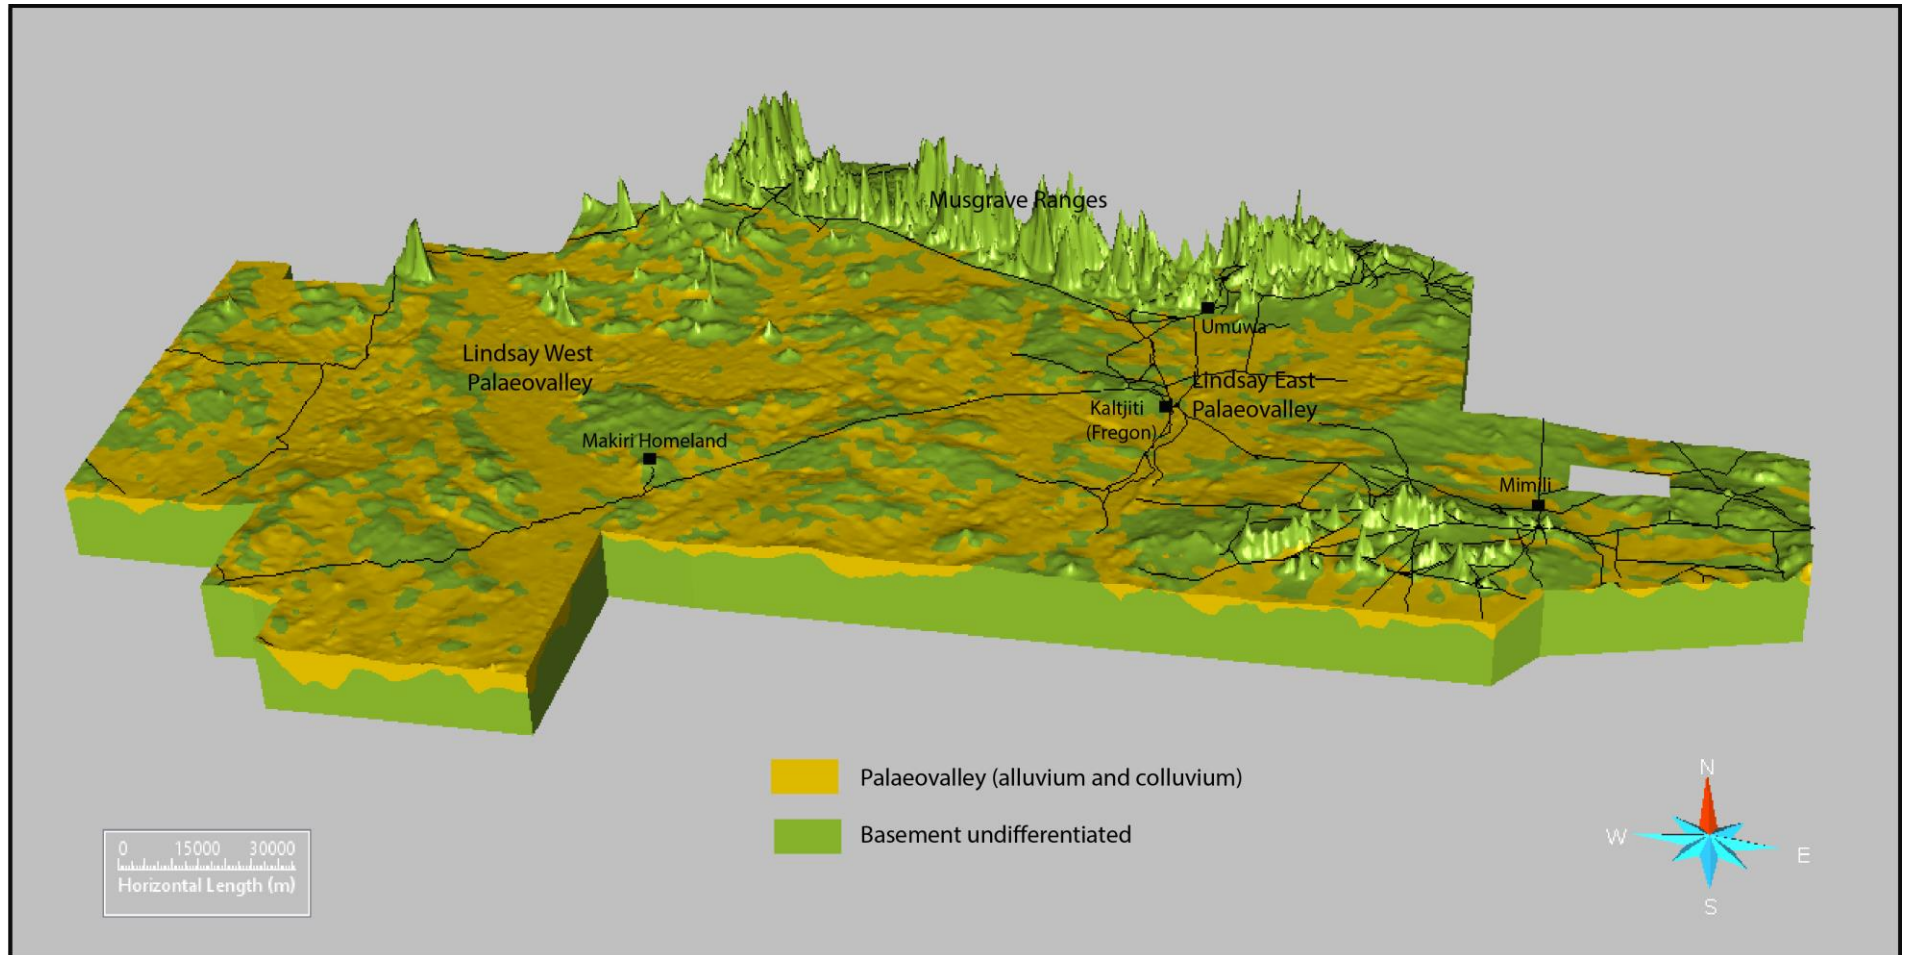 Musgrave Ranges
Umuwa
Lindsay West
Palaeovalley
Lindsay East
Palaeovalley
Kaltjiti
(Fregon)
Makiri Homeland
Mimili
Palaeovalley (alluvium and colluvium)
Basement undifferentiated
0 15000 30000
Horizontal Length (m)
N
W
E
S